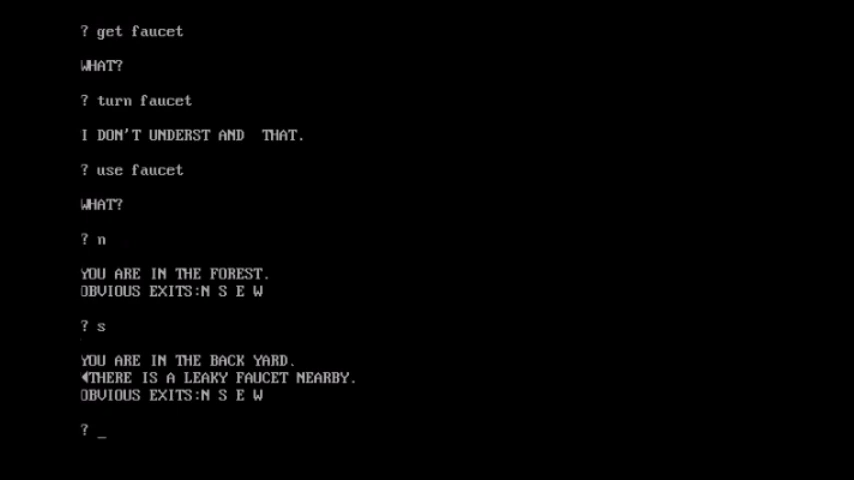 ? get faucet
WHAT?
? turn faucet
I DON'T UNDERST AND  THAT.
? use faucet
WHAT?
? n
YOU ARE IN THE FOREST.
OBVIOUS EXITS:N S E W
? s
YOU ARE IN THE BACK YARD.
◄THERE IS A LEAKY FAUCET NEARBY.
OBVIOUS EXITS:N S E W
? _